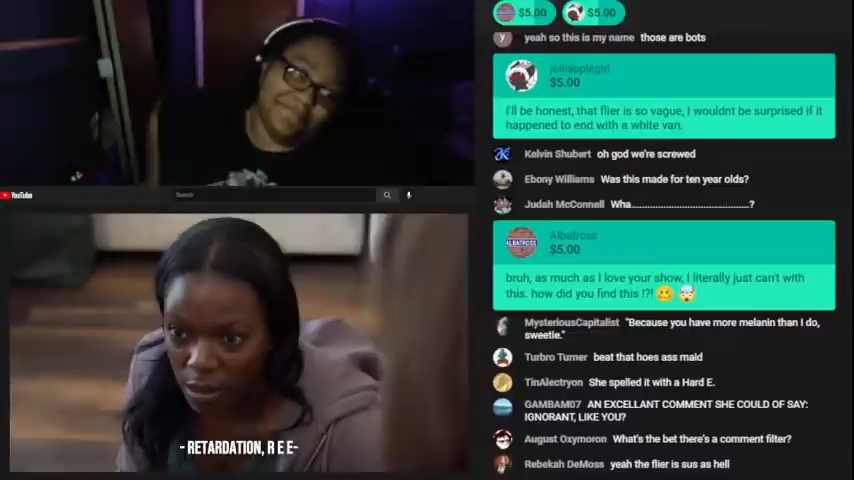 $5.00 $5.00
Y yeah so this is my name those are bots
jolliapplegirl
$5.00
I'll be honest, that flier is so vague, I wouldnt be surprised if it
happened to end with a white van.
Kelvin Shubert oh god we're screwed
Ebony Williams Was this made for ten year olds?
Judah McConnell Wha.............................................?
ALBATROSS
Albatross
$5.00
bruh, as much as I love your show, I literally just can't with
this. how did you find this !?! 🥴 🤯
MysteriousCapitalist "Because you have more melanin than I do,
sweetie."
Turbro Turner beat that hoes ass maid
TinAlectryon She spelled it with a Hard E.
GAMBAM07 AN EXCELLANT COMMENT SHE COULD OF SAY:
IGNORANT, LIKE YOU?
August Oxymoron What's the bet there's a comment filter?
Rebekah DeMoss yeah the flier is sus as hell
YouTube
Search
- RETARDATION, R E E-